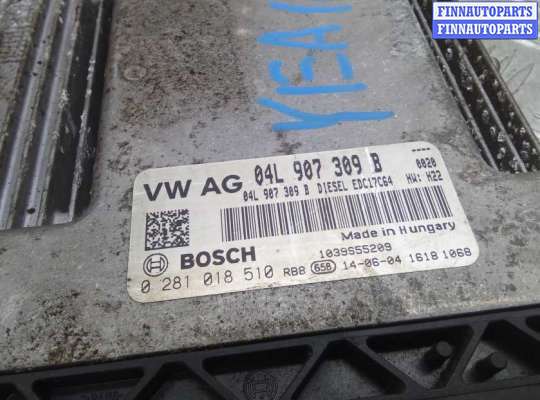 FINNAUTOPARTS
FINNAUTOPARTS
VW AG 04L 907 309 B
04L 907 309 B DIESEL EDC17C64
0020
HW: H22
Made in Hungary
BOSCH
1039S55209
0 281 018 510 RB8 658 14-06-04 1618 1068